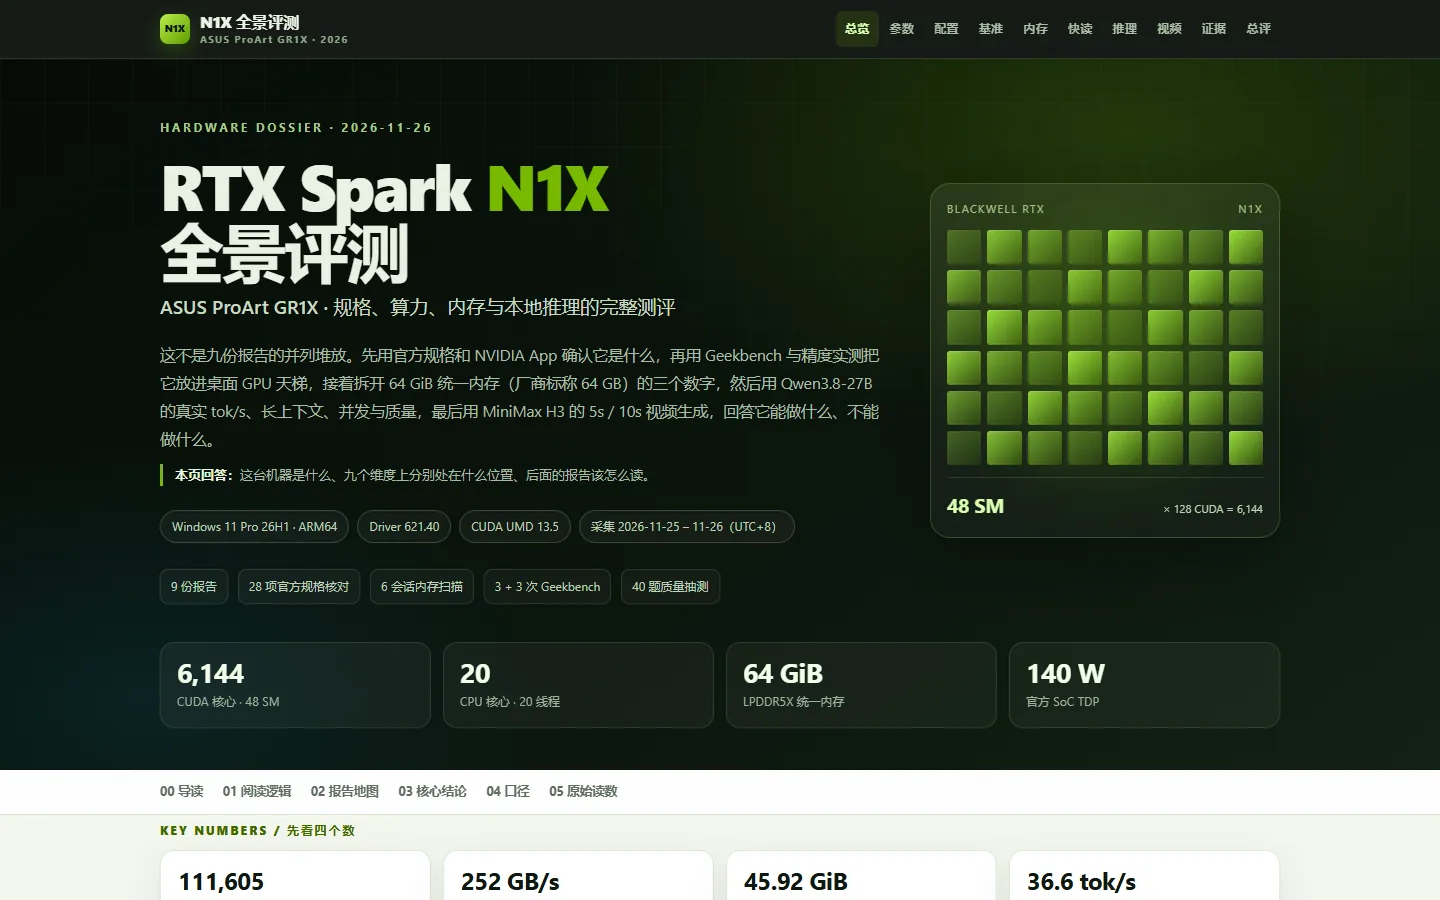 N1X
N1X 全景评测
ASUS ProArt GR1X · 2026
总览 参数 配置 基准 内存 快读 推理 视频 证据 总评
HARDWARE DOSSIER · 2026-11-26
RTX Spark N1X
全景评测
ASUS ProArt GR1X · 规格、算力、内存与本地推理的完整测评
这不是九份报告的并列堆放。先用官方规格和 NVIDIA App 确认它是什么，再用 Geekbench 与精度实测把
它放进桌面 GPU 天梯，接着拆开 64 GiB 统一内存（厂商标称 64 GB）的三个数字，然后用 Qwen3.8-27B
的真实 tok/s、长上下文、并发与质量，最后用 MiniMax H3 的 5s / 10s 视频生成，回答它能做什么、不能
做什么。
本页回答：这台机器是什么、九个维度上分别处在什么位置、后面的报告该怎么读。
Windows 11 Pro 26H1 · ARM64
Driver 621.40
CUDA UMD 13.5
采集 2026-11-25 – 11-26（UTC+8）
9 份报告
28 项官方规格核对
6 会话内存扫描
3 + 3 次 Geekbench
40 题质量抽测
BLACKWELL RTX
N1X
48 SM
× 128 CUDA = 6,144
6,144
CUDA 核心 · 48 SM
20
CPU 核心 · 20 线程
64 GiB
LPDDR5X 统一内存
140 W
官方 SoC TDP
00 导读 01 阅读逻辑 02 报告地图 03 核心结论 04 口径 05 原始读数
KEY NUMBERS / 先看四个数
111,605
252 GB/s
45.92 GiB
36.6 tok/s